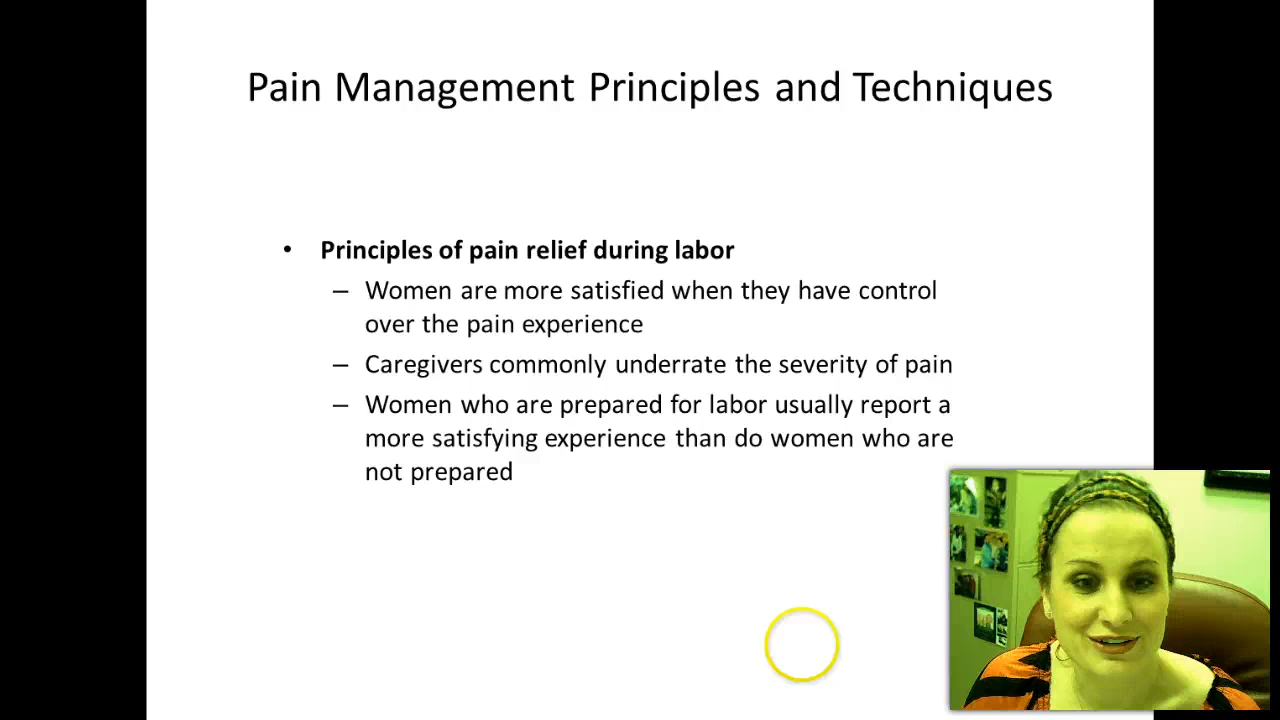 Pain Management Principles and Techniques
• Principles of pain relief during labor
– Women are more satisfied when they have control
over the pain experience
– Caregivers commonly underrate the severity of pain
– Women who are prepared for labor usually report a
more satisfying experience than do women who are
not prepared